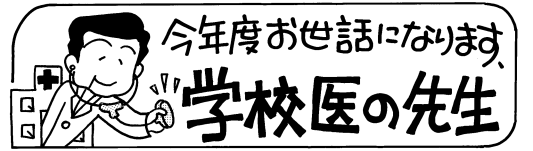 今年度お世話になります、
学校医の先生